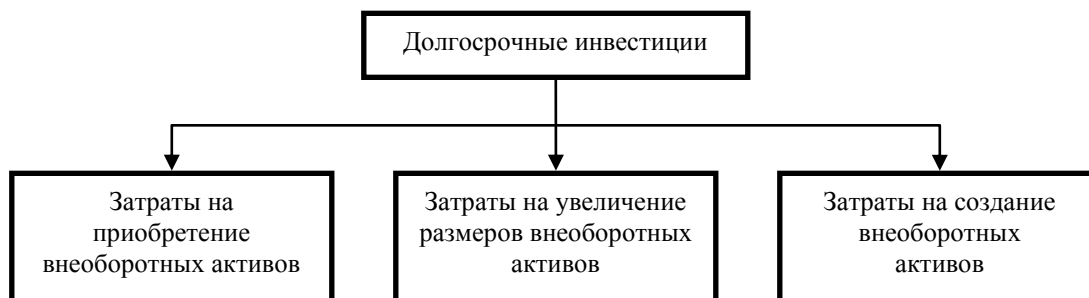 Долгосрочные инвестиции
Затраты на
приобретение
внеоборотных активов
Затраты на увеличение
размеров внеоборотных
активов
Затраты на создание
внеоборотных
активов